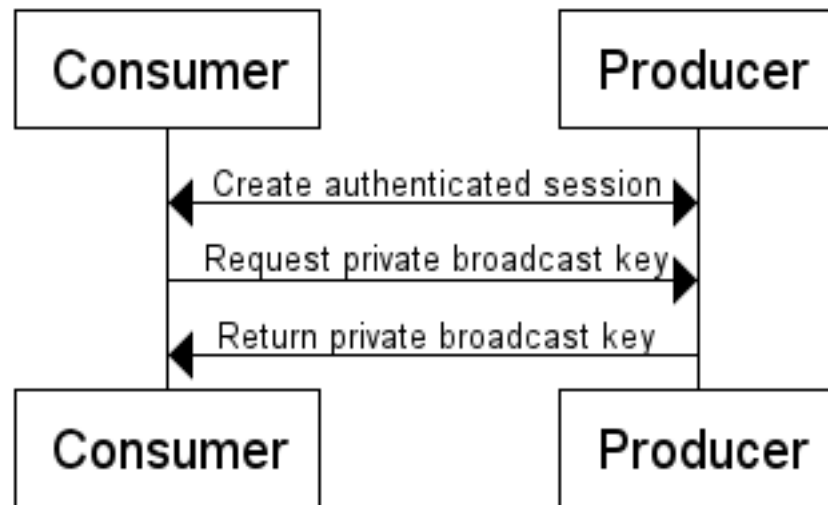 Consumer
Producer
Create authenticated session
Request private broadcast key
Return private broadcast key
Consumer
Producer